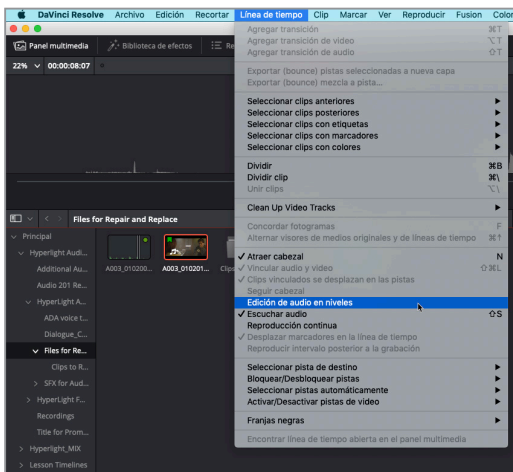 DaVinci Resolve Archivo Edición Recortar Línea de tiempo Clip Marcar Ver Reproducir Fusion Color
Panel multimedia Biblioteca de efectos Re
22% 00:00:08:07
Agregar transición ⌘T
Agregar transición de video ⌥T
Agregar transición de audio ⇧T
Exportar (bounce) pistas seleccionadas a nueva capa
Exportar (bounce) mezcla a pista...
Seleccionar clips anteriores
Seleccionar clips posteriores
Seleccionar clips con etiquetas
Seleccionar clips con marcadores
Seleccionar clips con colores
Dividir ⌘B
Dividir clip ⌘\
Unir clips ⌥\
Clean Up Video Tracks
Concordar fotogramas F
Alternar visores de medios originales y de líneas de tiempo ⌘↑
Atraer cabezal N
Vincular audio y video ⇧⌘L
Clips vinculados se desplazan en las pistas
Seguir cabezal
Edición de audio en niveles
Escuchar audio ⇧S
Reproducción continua
Desplazar marcadores en la línea de tiempo
Reproducir intervalo posterior a la grabación
Seleccionar pista de destino
Bloquear/Desbloquear pistas
Seleccionar pistas automáticamente
Activar/Desactivar pistas de video
Franjas negras
Encontrar línea de tiempo abierta en el panel multimedia
Files for Repair and Replace
Principal
Hyperlight Audi...
Additional Au...
Audio 201 Re...
HyperLight A...
ADA voice t...
Dialogue_C...
Files for Re...
Clips to R...
SFX for Aud...
HyperLight F...
Recordings
Title for Prom...
Hyperlight_MIX
Lesson Timelines
A003_010200... A003_010201... Clips